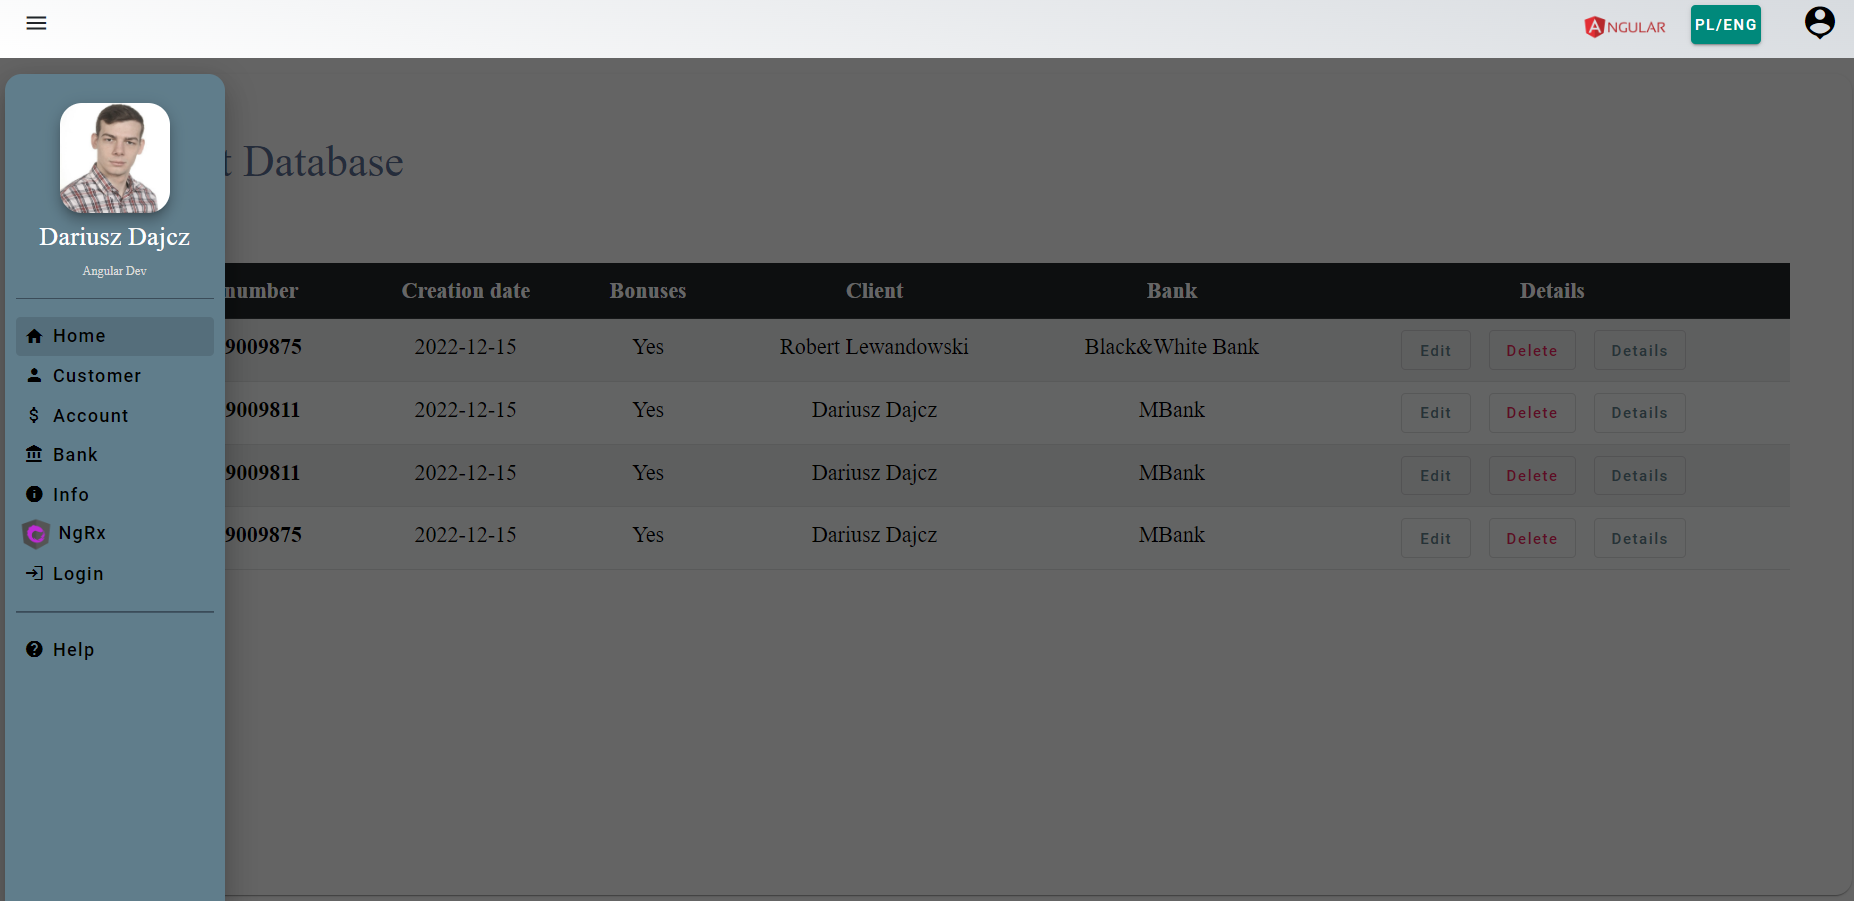 NGULAR
PL/ENG
Dariusz Dajcz
Angular Dev
Home
Customer
Account
Bank
Info
NgRx
Login
Help
t Database
number Creation date Bonuses Client Bank Details
9009875 2022-12-15 Yes Robert Lewandowski Black&White Bank Edit Delete Details
9009811 2022-12-15 Yes Dariusz Dajcz MBank Edit Delete Details
9009811 2022-12-15 Yes Dariusz Dajcz MBank Edit Delete Details
9009875 2022-12-15 Yes Dariusz Dajcz MBank Edit Delete Details